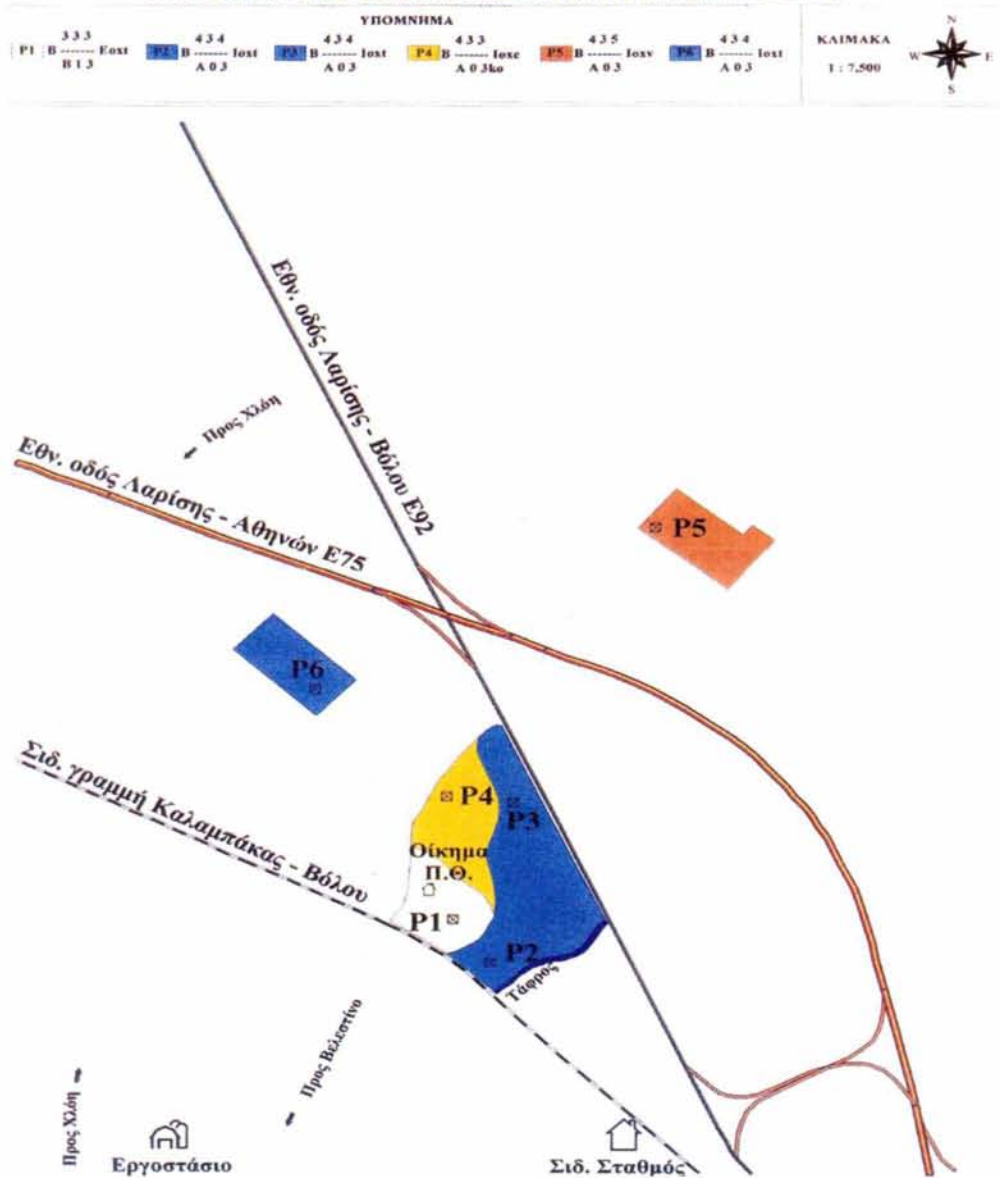 ΥΠΟΜΝΗΜΑ
P1 333 B ------- Eoxt B13
P2 434 B ------- Ioxt A03
P3 434 B ------- Ioxt A03
P4 433 B ------- Ioxc A03ko
P5 435 B ------- Ioxv A03
P6 434 B ------- Ioxt A03
ΚΛΙΜΑΚΑ
1 : 7,500
N
W E
S
Εθν. οδός Λαρίσης - Βόλου Ε92
Προς Χλόη
Εθν. οδός Λαρίσης - Αθηνών Ε75
P5
P6
Σιδ. γραμμή Καλαμπάκας - Βόλου
P4
P3
Οίκημα
Π.Θ.
P1
P2
Τάφρος
Προς Βελεστίνο
Προς Χλόη
Εργοστάσιο
Σιδ. Σταθμός